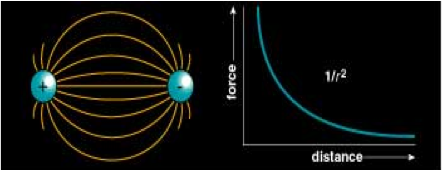 +
-
force
1/r²
distance